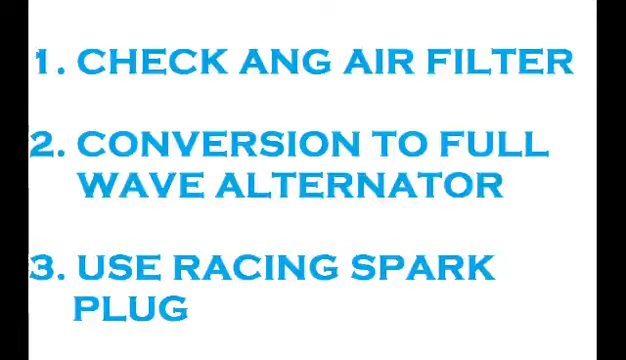 1. CHECK ANG AIR FILTER
2. CONVERSION TO FULL
WAVE ALTERNATOR
3. USE RACING SPARK
PLUG